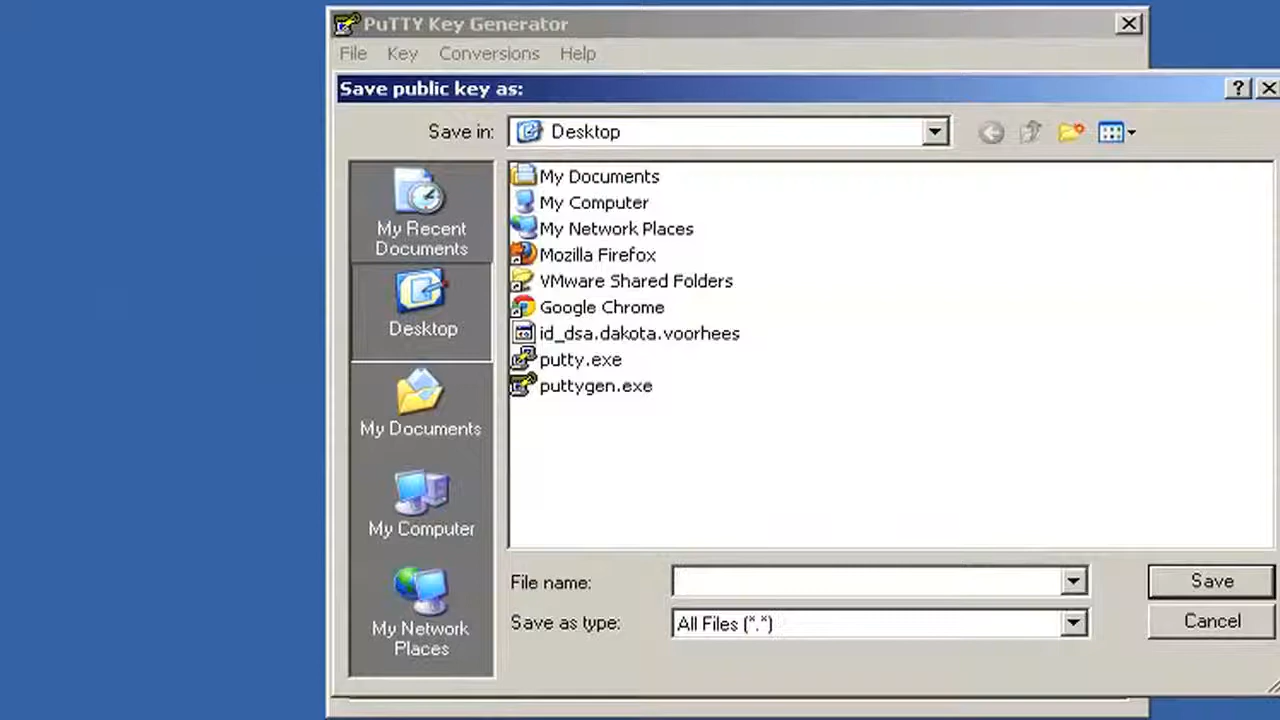 PuTTY Key Generator
File Key Conversions Help
Save public key as:
Save in: Desktop
My Recent
Documents
Desktop
My Documents
My Computer
My Network
Places
My Documents
My Computer
My Network Places
Mozilla Firefox
VMware Shared Folders
Google Chrome
id_dsa.dakota.voorhees
putty.exe
puttygen.exe
File name:
Save
Save as type: All Files (*.*)
Cancel